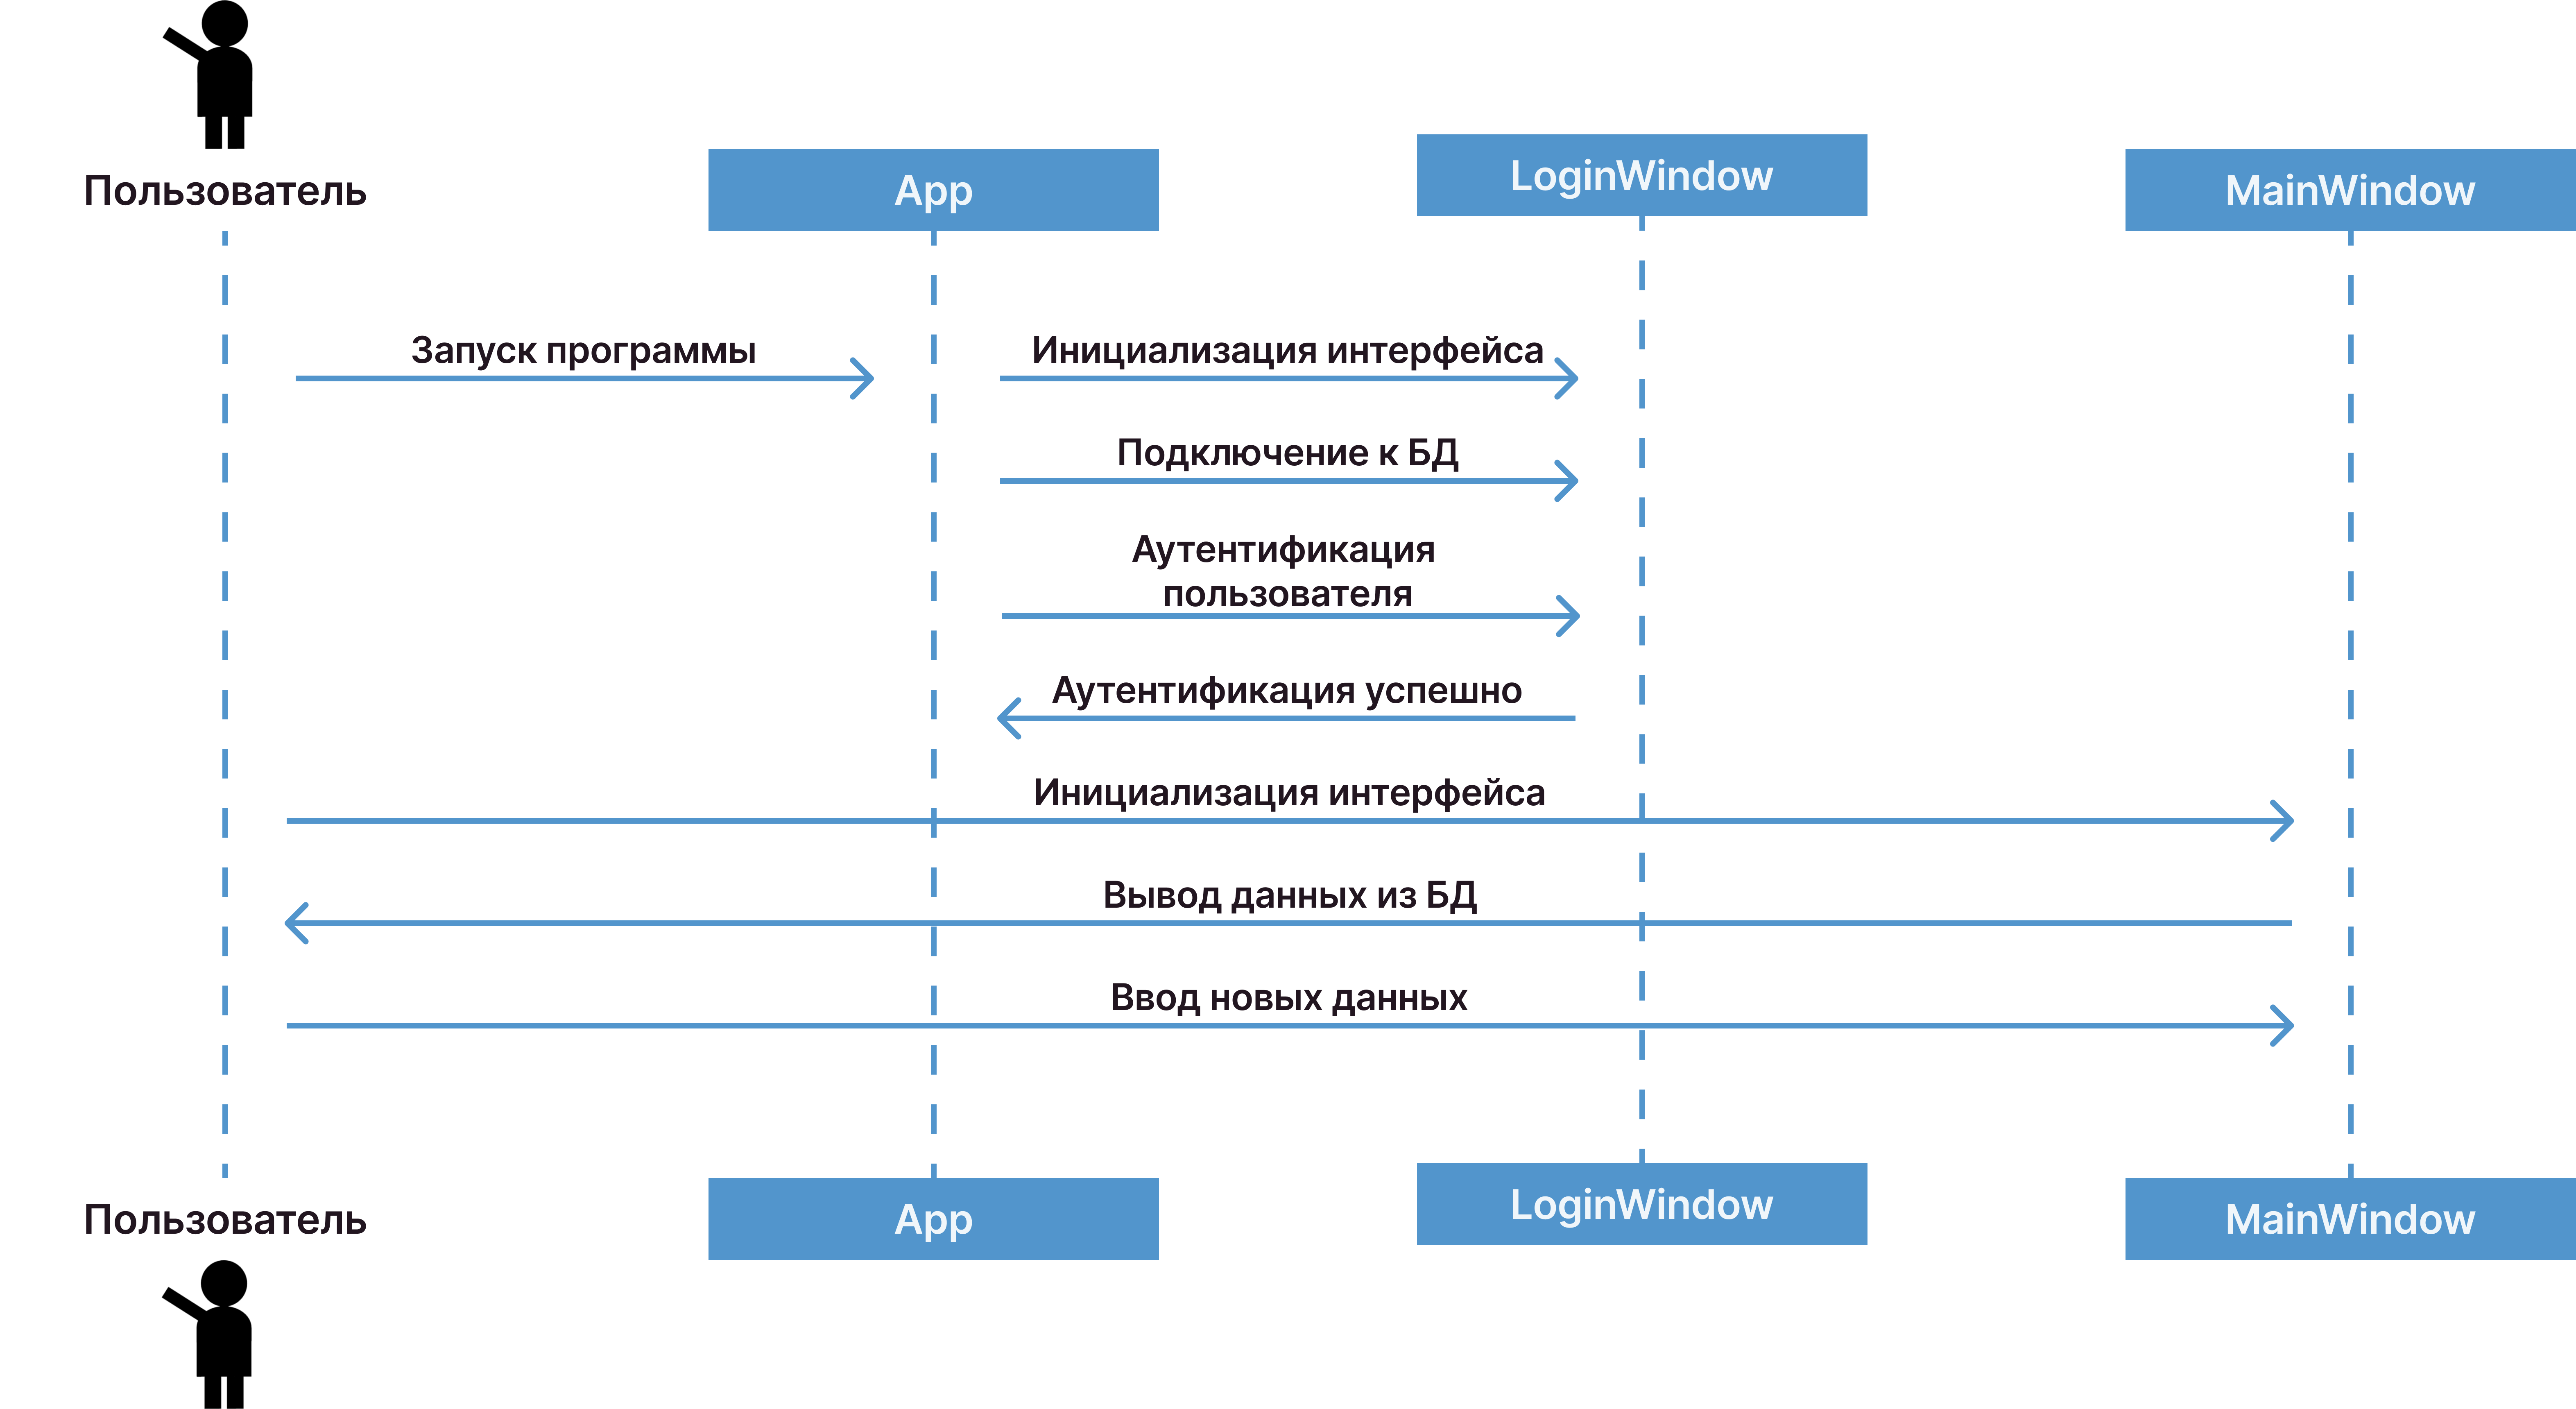 Пользователь
App
LoginWindow
MainWindow
Запуск программы
Инициализация интерфейса
Подключение к БД
Аутентификация
пользователя
Аутентификация успешно
Инициализация интерфейса
Вывод данных из БД
Ввод новых данных
Пользователь
App
LoginWindow
MainWindow